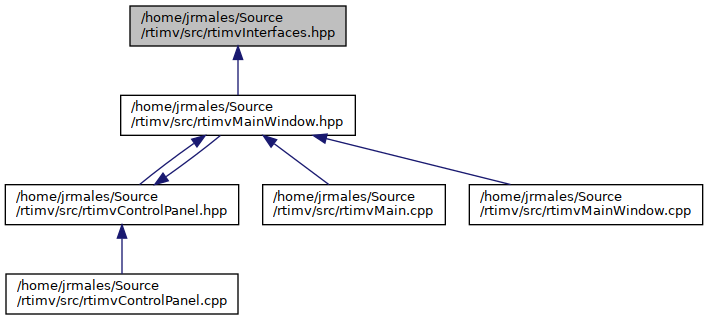 /home/jrmales/Source
/rtimv/src/rtimvInterfaces.hpp
/home/jrmales/Source
/rtimv/src/rtimvMainWindow.hpp
/home/jrmales/Source
/rtimv/src/rtimvControlPanel.hpp
/home/jrmales/Source
/rtimv/src/rtimvMain.cpp
/home/jrmales/Source
/rtimv/src/rtimvMainWindow.cpp
/home/jrmales/Source
/rtimv/src/rtimvControlPanel.cpp